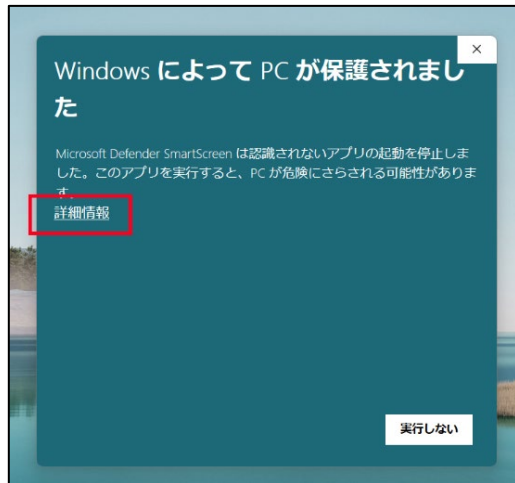 Windows によって PC が保護されまし
た
Microsoft Defender SmartScreen は認識されないアプリの起動を停止しま
した。このアプリを実行すると、PC が危険にさらされる可能性がありま
す。
詳細情報
実行しない